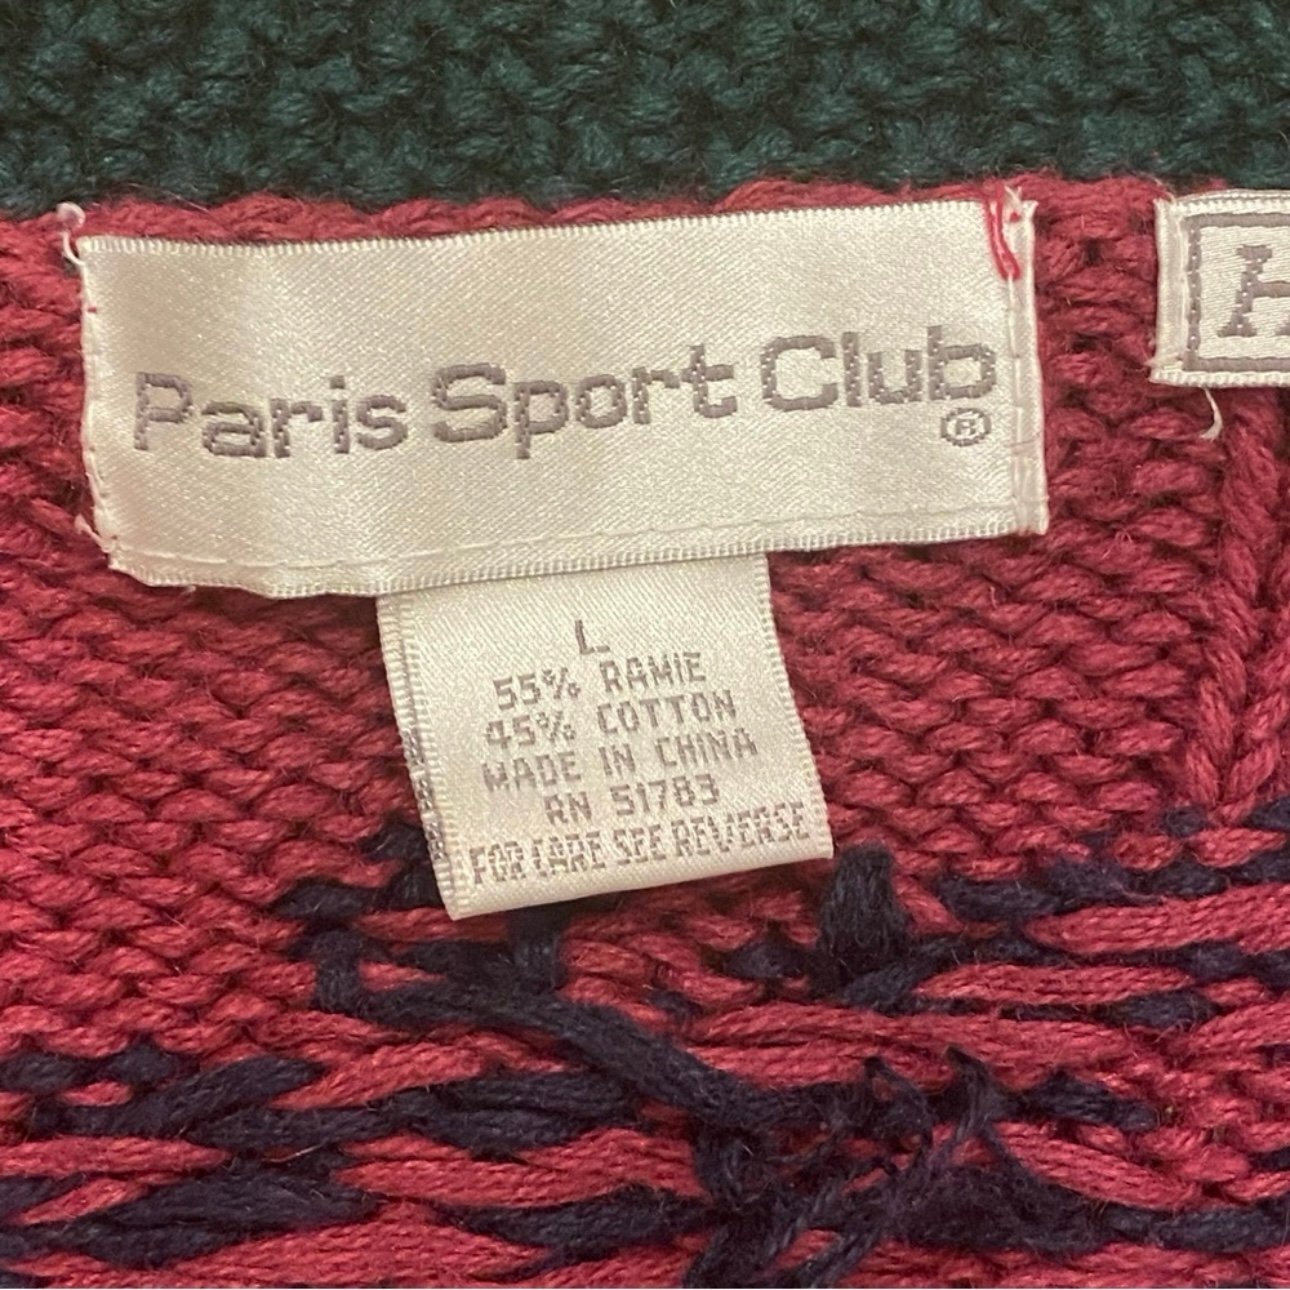 Paris Sport Club
®
H
L
55% RAMIE
45% COTTON
MADE IN CHINA
RN 51783
FOR CARE SEE REVERSE